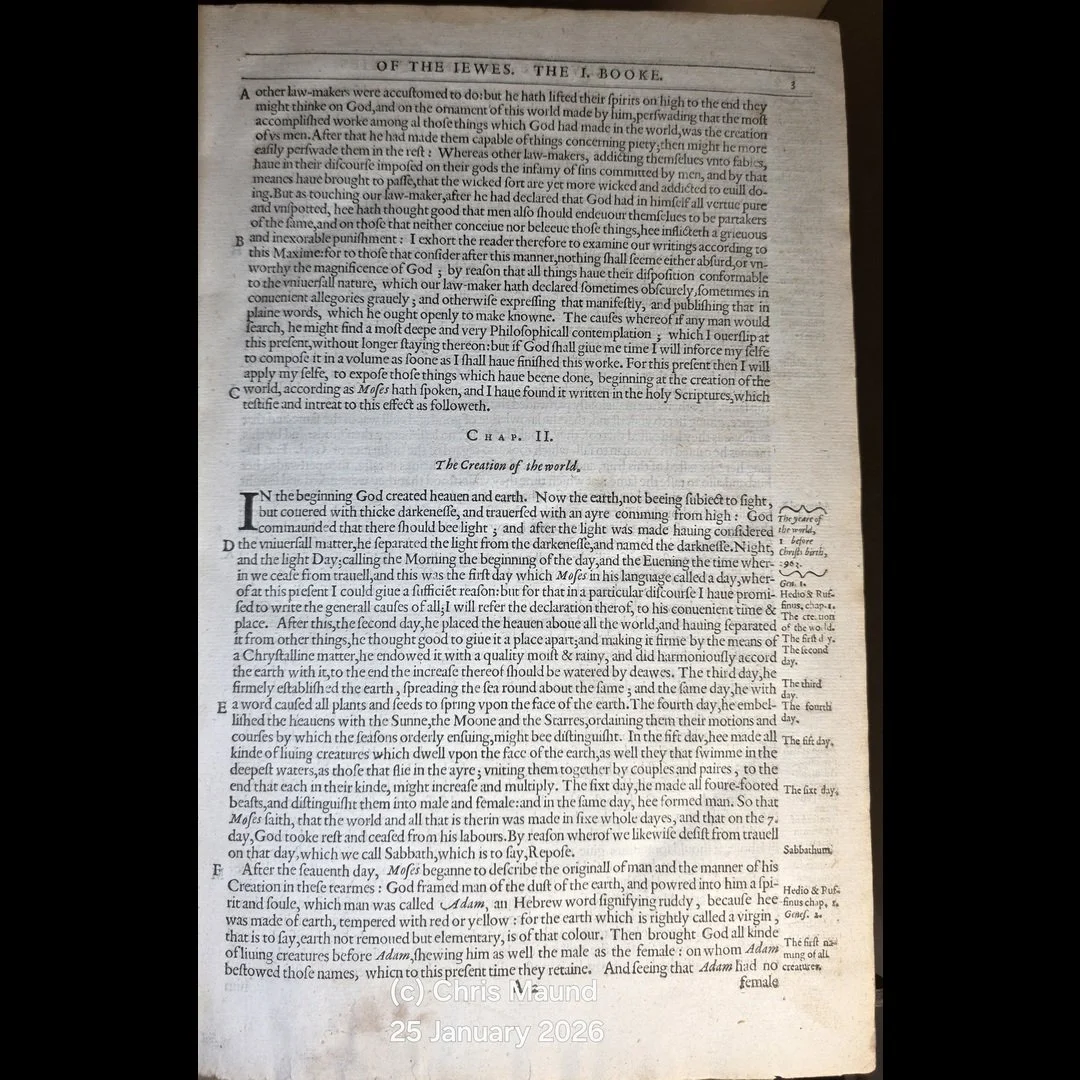 OF THE IEWES. THE I. BOOKE. 3
A other law-makers were accuſtomed to do: but he hath lifted their ſpirits on high to the end they
might thinke on God,and on the ornament of this world made by him,perſwading that the moſt
accompliſhed worke among al thoſe things which God had made in the world,was the creation
of vs men. After that he had made them capable of things concerning piety;then might he more
eaſily perſwade them in the reſt : Whereas other law-makers, addicting themſelues vnto fables,
haue in their diſcourſe impoſed on their gods the infamy of ſins committed by men, and by that
meanes haue brought to paſſe,that the wicked ſort are yet more wicked and addicted to euill do-
ing.But as touching our law-maker,after he had declared that God had in himſelf all vertue pure
and vnſpotted, hee hath thought good that men alſo ſhould endeuour themſelues to be partakers
of the ſame,and on thoſe that neither conceiue nor beleeue thoſe things,hee inflicteth a grieuous
B and inexorable puniſhment : I exhort the reader therefore to examine our writings according to
this Maxime:for to thoſe that conſider after this manner,nothing ſhall ſeeme either abſurd,or vn-
worthy the magnificence of God ; by reaſon that all things haue their diſpoſition conformable
to the vniuerſall nature, which our law-maker hath declared ſometimes obſcurely,ſometimes in
conuenient allegories grauely ; and otherwiſe expreſſing that manifeſtly, and publiſhing that in
plaine words, which he ought openly to make knowne. The cauſes whereof if any man would
ſearch, he might find a moſt deepe and very Philoſophicall contemplation ; which I ouerſlip at
this preſent,without longer ſtaying thereon:but if God ſhall giue me time I will inforce my ſelfe
to compoſe it in a volume as ſoone as I ſhall haue finiſhed this worke. For this preſent then I will
apply my ſelfe, to expoſe thoſe things which haue beene done, beginning at the creation of the
C world, according as Moſes hath ſpoken, and I haue found it written in the holy Scriptures,which
teſtifie and intreat to this effect as followeth.
CHAP. II.
The Creation of the world.
IN the beginning God created heauen and earth. Now the earth,not beeing ſubiect to ſight,
but couered with thicke darkeneſſe, and trauerſed with an ayre comming from high : God
commaunded that there ſhould bee light ; and after the light was made hauing conſidered
D the vniuerſall matter,he ſeparated the light from the darkeneſſe,and named the darkneſſe.Night,
and the light Day;calling the Morning the beginning of the day,and the Euening the time wher-
in we ceaſe from trauell,and this was the firſt day which Moſes in his language called a day,wher-
of at this preſent I could giue a ſufficiēt reaſon:but for that in a particular diſcourſe I haue promi-
ſed to write the generall cauſes of all;I will refer the declaration therof, to his conuenient time &
place. After this,the ſecond day,he placed the heauen aboue all the world,and hauing ſeparated
it from other things,he thought good to giue it a place apart;and making it firme by the means of
a Chryſtalline matter,he endowed it with a quality moiſt & rainy, and did harmoniouſly accord
the earth with it,to the end the increaſe thereof ſhould be watered by deawes. The third day,he
firmely eſtabliſhed the earth , ſpreading the ſea round about the ſame ; and the ſame day,he with
E a word cauſed all plants and ſeeds to ſpring vpon the face of the earth.The fourth day,he embel-
liſhed the heauens with the Sunne,the Moone and the Starres,ordaining them their motions and
courſes by which the ſeaſons orderly enſuing,might bee diſtinguiſht. In the fift day,hee made all
kinde of liuing creatures which dwell vpon the face of the earth,as well they that ſwimme in the
deepeſt waters,as thoſe that flie in the ayre ; vniting them together by couples and paires , to the
end that each in their kinde, might increaſe and multiply. The ſixt day,he made all foure-footed
beaſts,and diſtinguiſht them into male and female:and in the ſame day, hee formed man. So that
Moſes ſaith, that the world and all that is therin was made in ſixe whole dayes, and that on the 7.
day,God tooke reſt and ceaſed from his labours.By reaſon wherof we likewiſe deſiſt from trauell
on that day,which we call Sabbath,which is to ſay,Repoſe.
F After the ſeauenth day, Moſes beganne to deſcribe the originall of man and the manner of his
Creation in theſe tearmes : God framed man of the duſt of the earth, and powred into him a ſpi-
rit and ſoule, which man was called Adam, an Hebrew word ſignifying ruddy, becauſe hee
was made of earth, tempered with red or yellow : for the earth which is rightly called a virgin ,
that is to ſay,earth not remoued but elementary, is of that colour. Then brought God all kinde
of liuing creatures before Adam,ſhewing him as well the male as the female : on whom Adam
beſtowed thoſe names, which to this preſent time they retaine. And ſeeing that Adam had no
V 2 female
The yeare of
the world,
1 before
Chriſts birth,
Gen. 1.
Hedio & Ruf-
finus, chap. 1.
The creation
of the world.
The firſt day.
The ſecond
day.
The third
day.
The fourth
day.
The fift day.
The ſixt day.
Sabbathum.
Hedio & Ruf-
finus chap, 1.
Geneſ. 2.
The firſt na-
ming of all
creatures.
(c) Chris Maund
25 January 2026